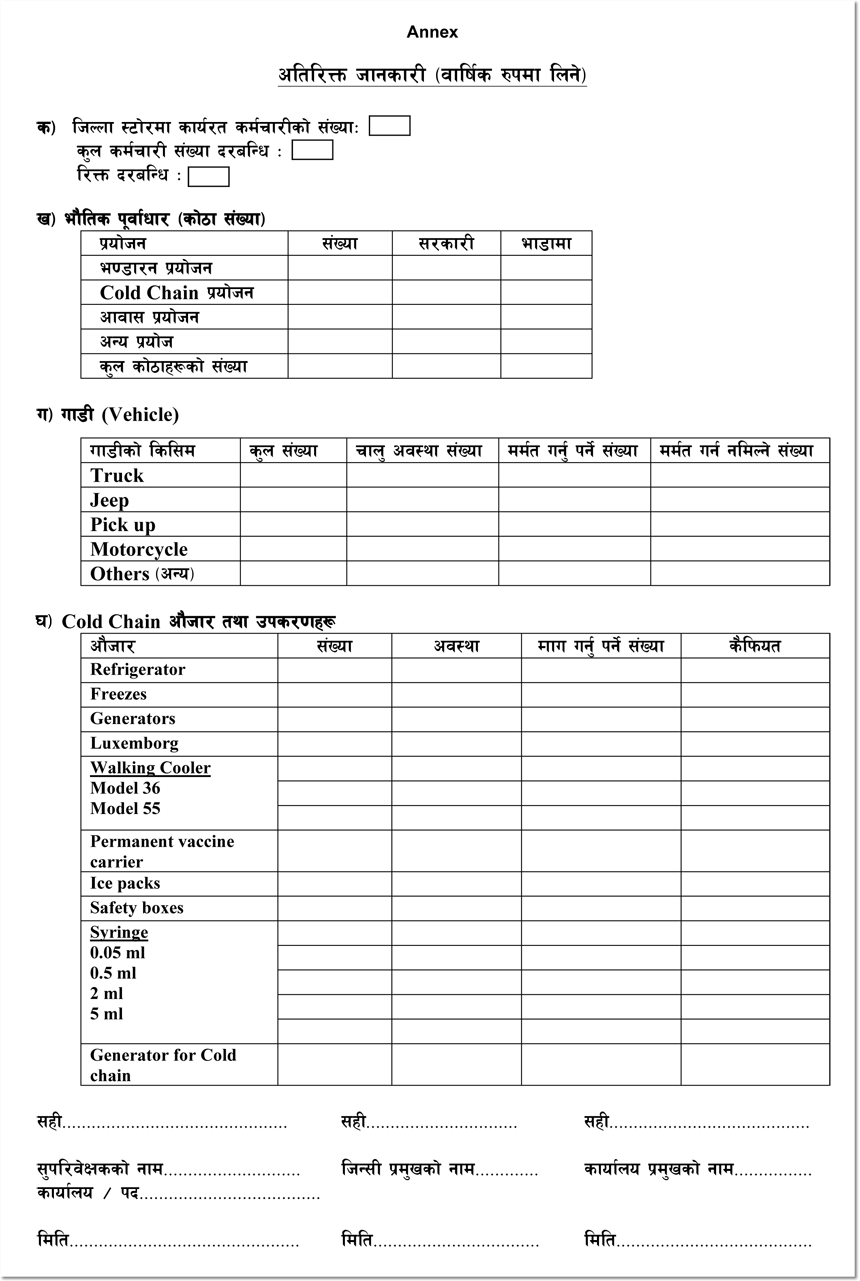 Annex
अतिरिक्त जानकारी (वार्षिक रुपमा लिने)
क) जिल्ला स्टोरमा कार्यरत कर्मचारीको संख्या:
कुल कर्मचारी संख्या दरबन्धि :
रिक्त दरबन्धि :
ख) भौतिक पूर्वाधार (कोठा संख्या)
प्रयोजन संख्या सरकारी भाडामा
भण्डारन प्रयोजन
Cold Chain प्रयोजन
आवास प्रयोजन
अन्य प्रयोज
कुल कोठाहरूको संख्या
ग) गाडी (Vehicle)
गाडीको किसिम कुल संख्या चालु अवस्था संख्या मर्मत गर्नु पर्ने संख्या मर्मत गर्न नमिल्ने संख्या
Truck
Jeep
Pick up
Motorcycle
Others (अन्य)
घ) Cold Chain औजार तथा उपकरणहरू
औजार संख्या अवस्था माग गर्नु पर्ने संख्या कैफियत
Refrigerator
Freezes
Generators
Luxemborg
Walking Cooler
Model 36
Model 55
Permanent vaccine
carrier
Ice packs
Safety boxes
Syringe
0.05 ml
0.5 ml
2 ml
5 ml
Generator for Cold
chain
सही.............................................. सही............................... सही.........................................
सुपरिवेक्षकको नाम............................ जिन्सी प्रमुखको नाम............. कार्यालय प्रमुखको नाम................
कार्यालय / पद.....................................
मिति............................................... मिति.................................. मिति........................................